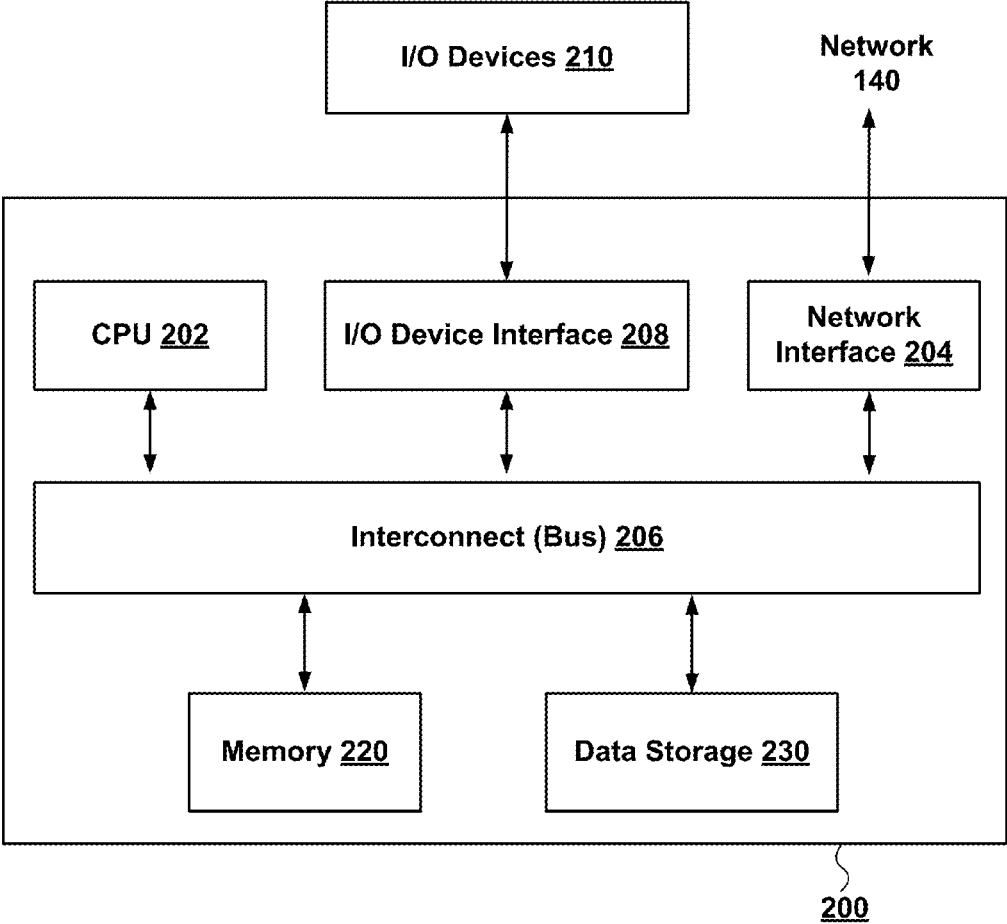 I/O Devices 210
Network
140
CPU 202
I/O Device Interface 208
Network
Interface 204
Interconnect (Bus) 206
Memory 220
Data Storage 230
200